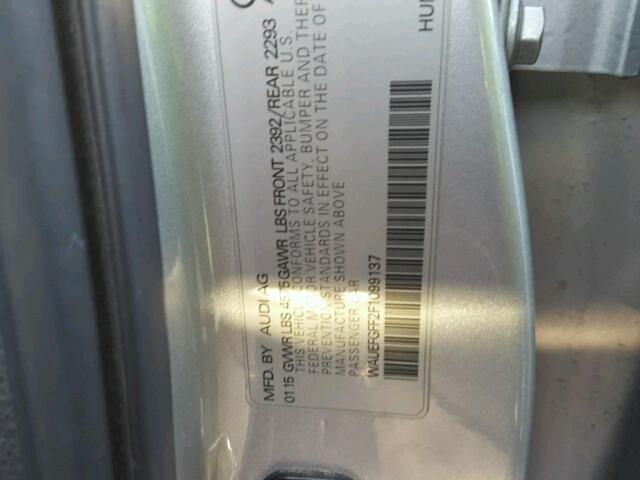 MFD. BY AUDI AG
01 15 GVWR LBS 4575 GAWR LBS FRONT 2392/REAR 2293
THIS VEHICLE CONFORMS TO ALL APPLICABLE U.S.
FEDERAL MOTOR VEHICLE SAFETY, BUMPER AND THEF
PREVENTION STANDARDS IN EFFECT ON THE DATE OF
MANUFACTURE SHOWN ABOVE
PASSENGER CAR
WAUEFGFF2F1099137
HUN